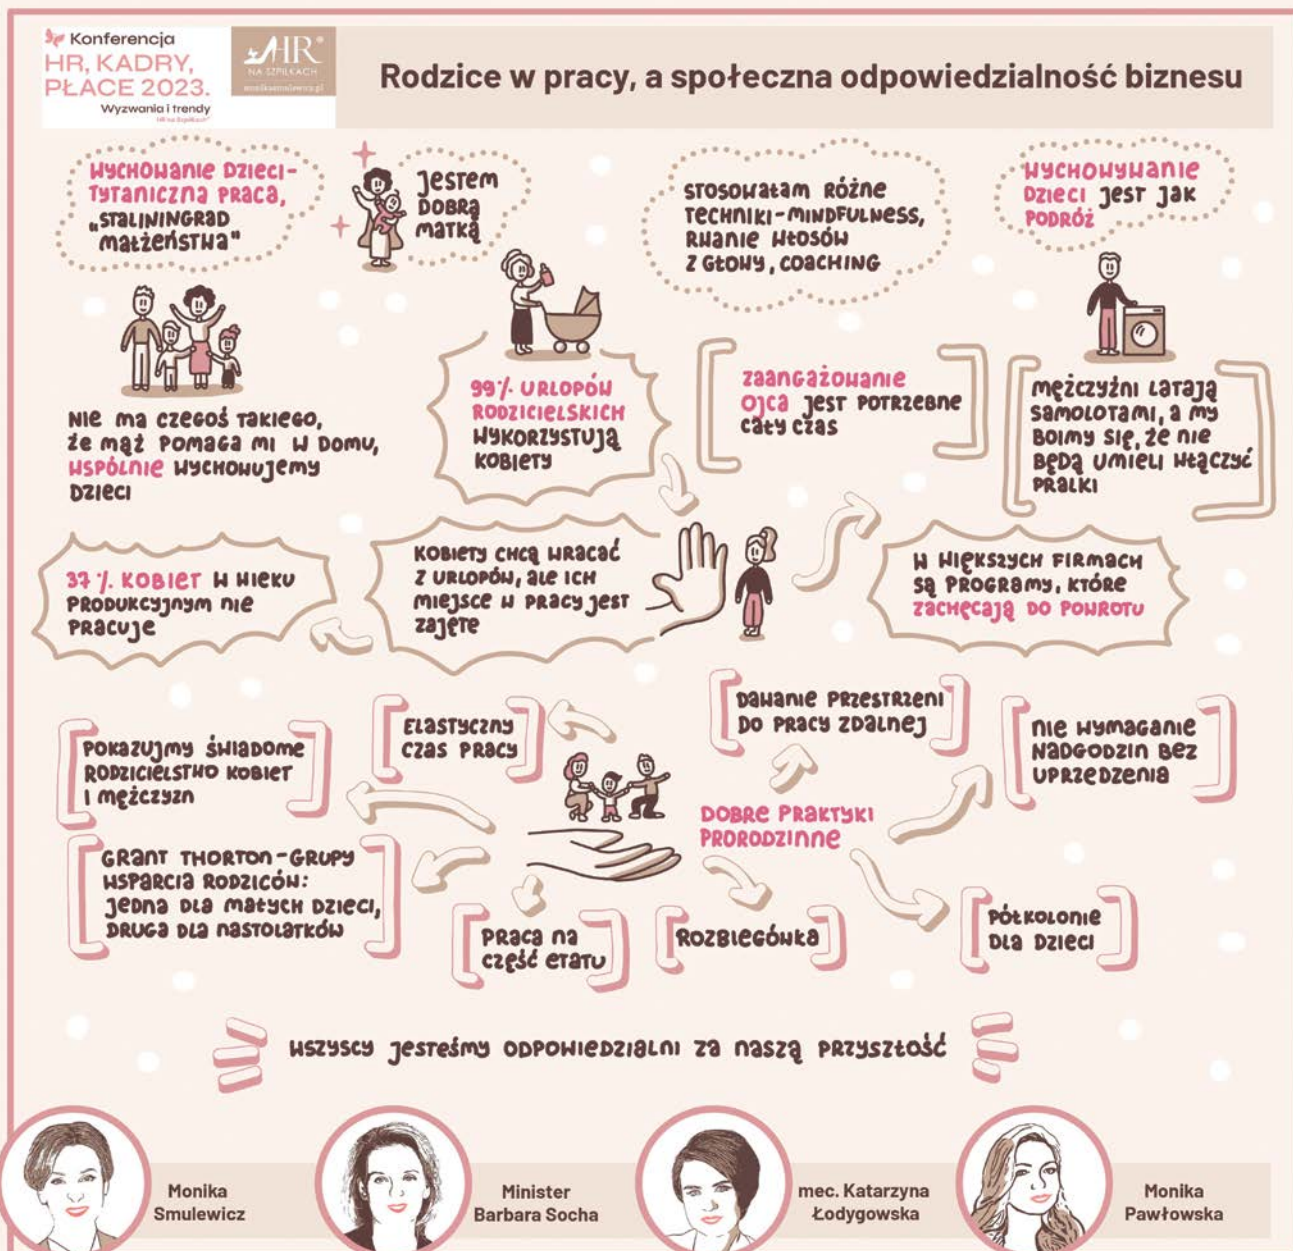 Konferencja
HR, KADRY,
PŁACE 2023.
Wyzwania i trendy
HR na Szpilkach
HR®
NA SZPILKACH
monikasmulewicz.pl
Rodzice w pracy, a społeczna odpowiedzialność biznesu
WYCHOWANIE DZIECI-
TYTANICZNA PRACA,
„STALININGRAD
MAŁŻEŃSTWA"
JESTEM
DOBRĄ
MATKĄ
STOSOWAŁAM RÓŻNE
TECHNIKI-MINDFULNESS,
RWANIE WŁOSÓW
Z GŁOWY, COACHING
WYCHOWYWANIE
DZIECI JEST JAK
PODRÓŻ
NIE MA CZEGOŚ TAKIEGO,
ŻE MĄŻ POMAGA MI W DOMU,
WSPÓLNIE WYCHOWUJEMY
DZIECI
99% URLOPÓW
RODZICIELSKICH
WYKORZYSTUJĄ
KOBIETY
ZAANGAŻOWANIE
OJCA JEST POTRZEBNE
CAŁY CZAS
MĘŻCZYŹNI LATAJĄ
SAMOLOTAMI, A MY
BOIMY SIĘ, ŻE NIE
BĘDĄ UMIELI WŁĄCZYĆ
PRALKI
37% KOBIET W WIEKU
PRODUKCYJNYM NIE
PRACUJE
KOBIETY CHCĄ WRACAĆ
Z URLOPÓW, ALE ICH
MIEJSCE W PRACY JEST
ZAJĘTE
W WIĘKSZYCH FIRMACH
SĄ PROGRAMY, KTÓRE
ZACHĘCAJĄ DO POWROTU
POKAZUJMY ŚWIADOME
RODZICIELSTWO KOBIET
I MĘŻCZYZN
ELASTYCZNY
CZAS PRACY
DAWANIE PRZESTRZENI
DO PRACY ZDALNEJ
NIE WYMAGANIE
NADGODZIN BEZ
UPRZEDZENIA
DOBRE PRAKTYKI
PRORODZINNE
GRANT THORTON-GRUPY
WSPARCIA RODZICÓW:
JEDNA DLA MAŁYCH DZIECI,
DRUGA DLA NASTOLATKÓW
PRACA NA
CZĘŚĆ ETATU
ROZBIEGÓWKA
PÓŁKOLONIE
DLA DZIECI
WSZYSCY JESTEŚMY ODPOWIEDZIALNI ZA NASZĄ PRZYSZŁOŚĆ
Monika
Smulewicz
Minister
Barbara Socha
mec. Katarzyna
Łodygowska
Monika
Pawłowska